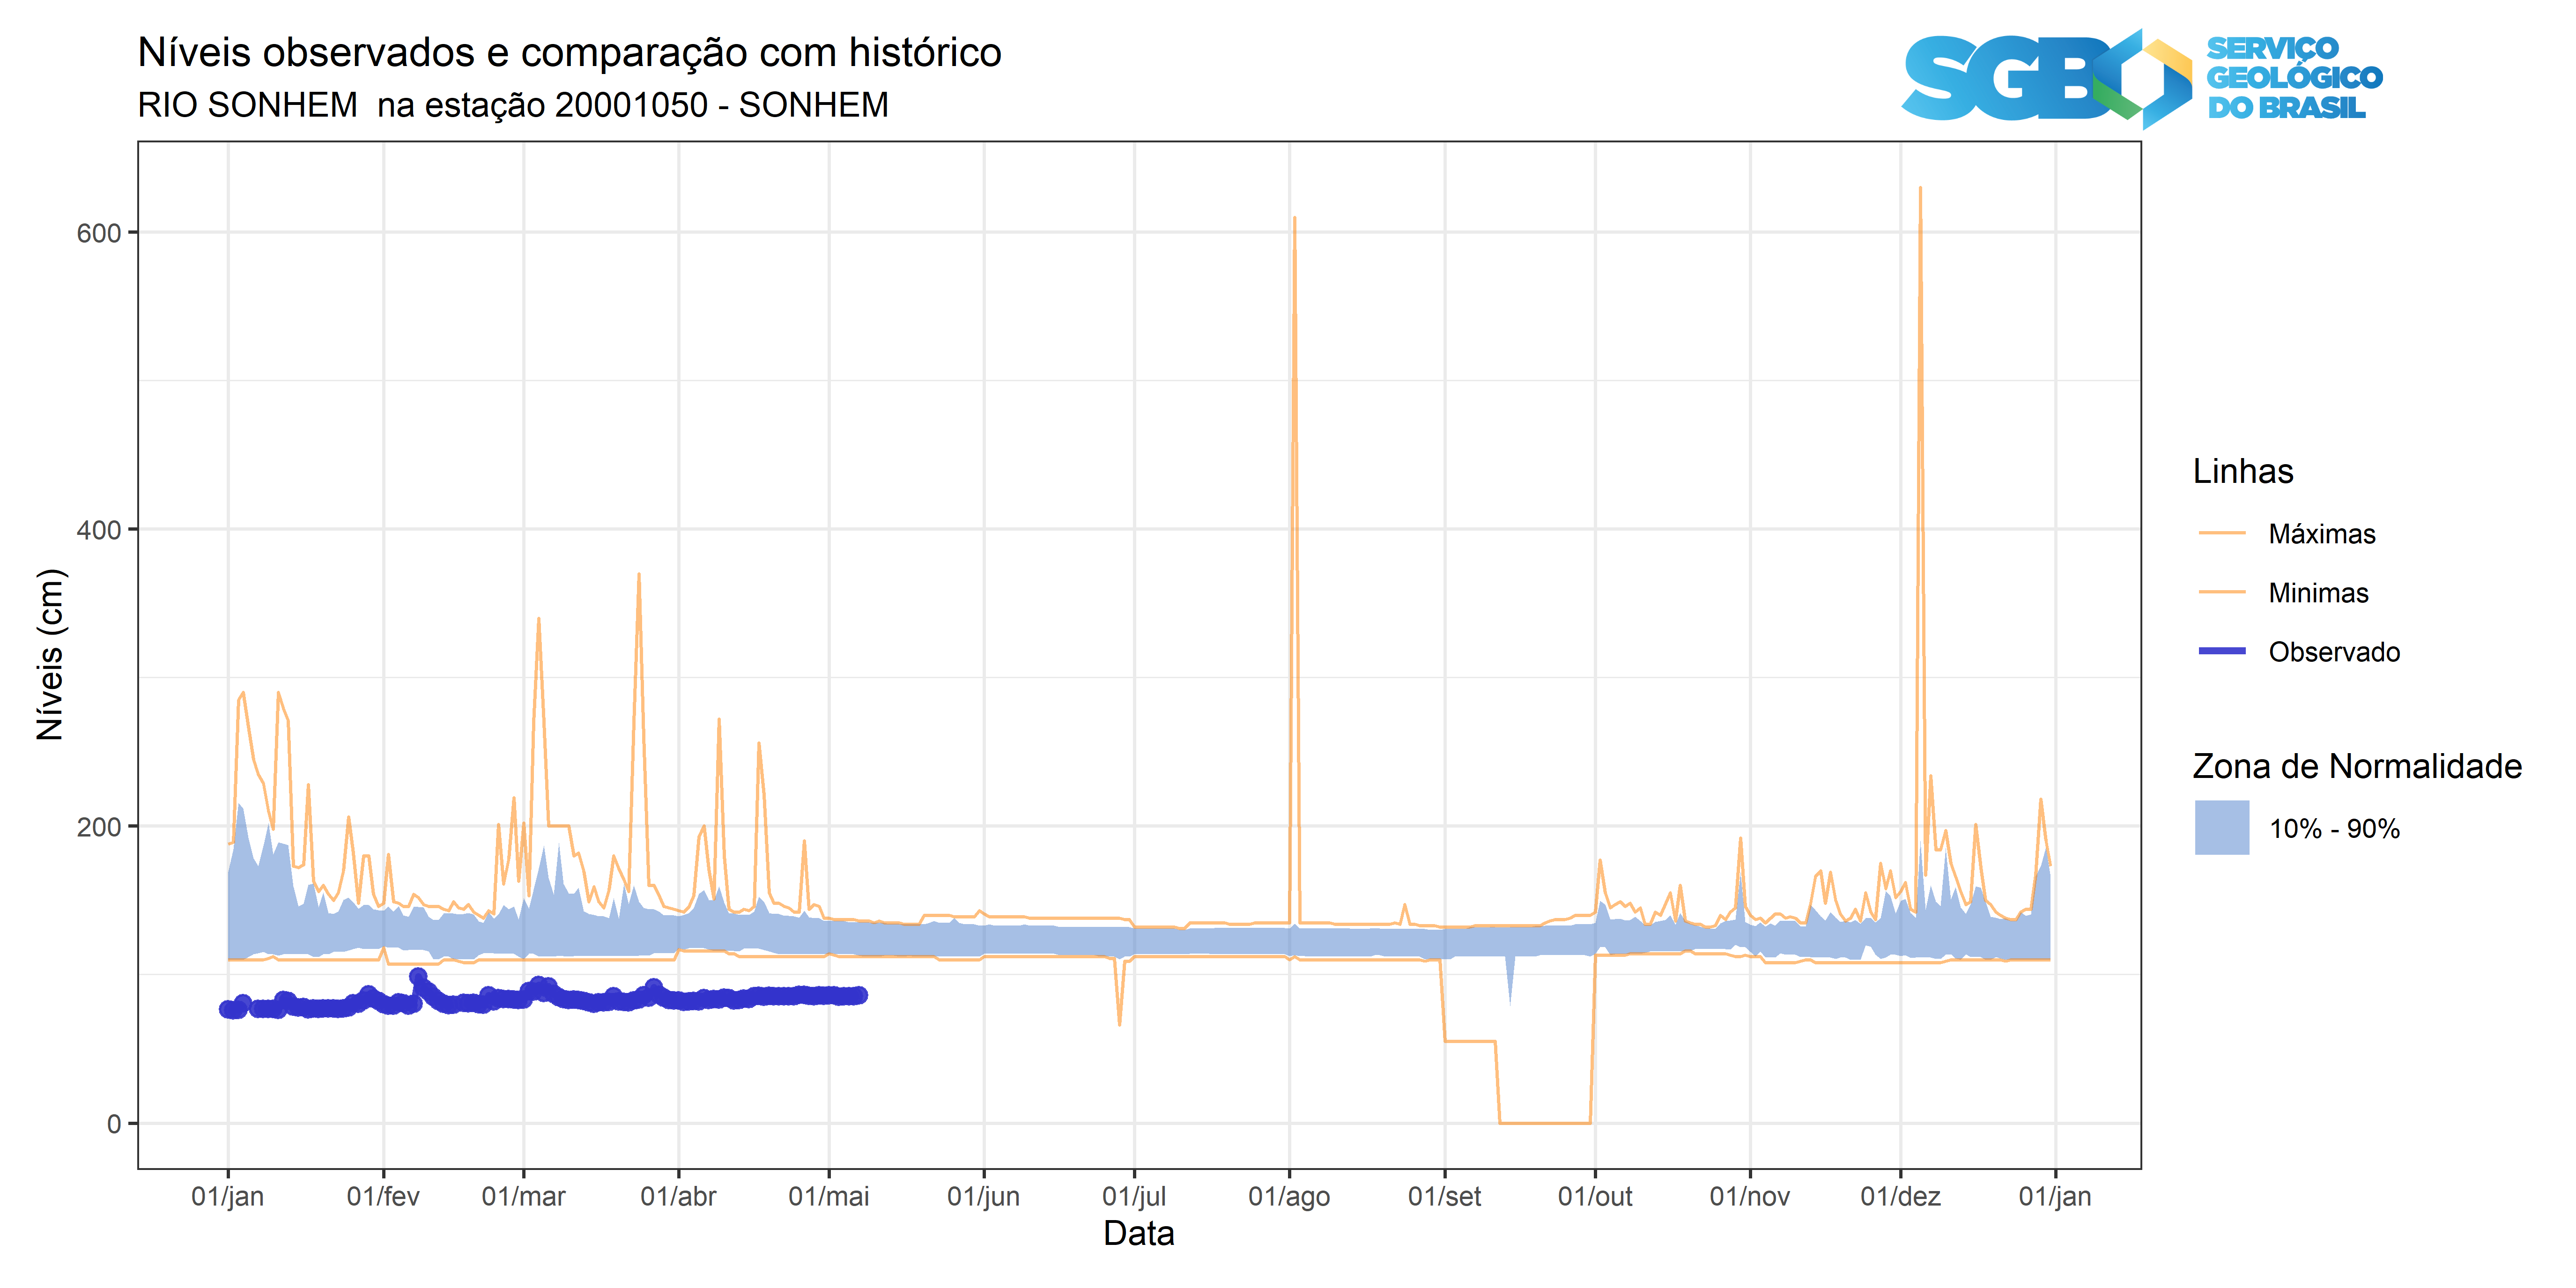 Níveis observados e comparação com histórico
RIO SONHEM  na estação 20001050 - SONHEM
SGB
SERVIÇO
GEOLÓGICO
DO BRASIL
Níveis (cm)
600
400
200
0
01/jan
01/fev
01/mar
01/abr
01/mai
01/jun
01/jul
01/ago
01/set
01/out
01/nov
01/dez
01/jan
Data
Linhas
Máximas
Minimas
Observado
Zona de Normalidade
10% - 90%